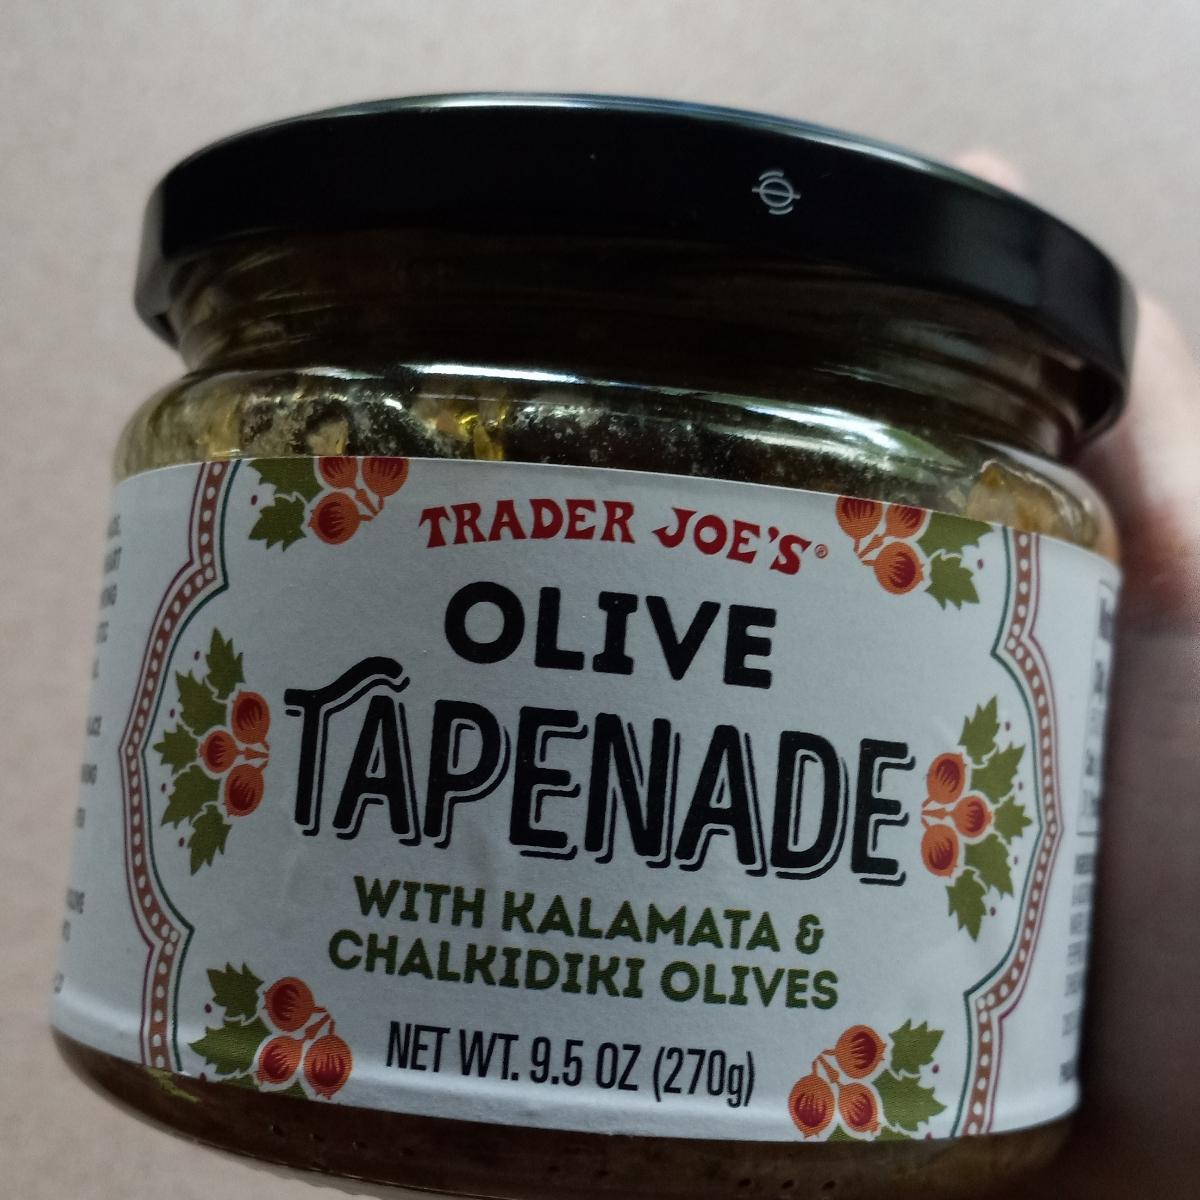 TRADER JOE'S®
OLIVE
TAPENADE
WITH KALAMATA &
CHALKIDIKI OLIVES
NET WT. 9.5 OZ (270g)